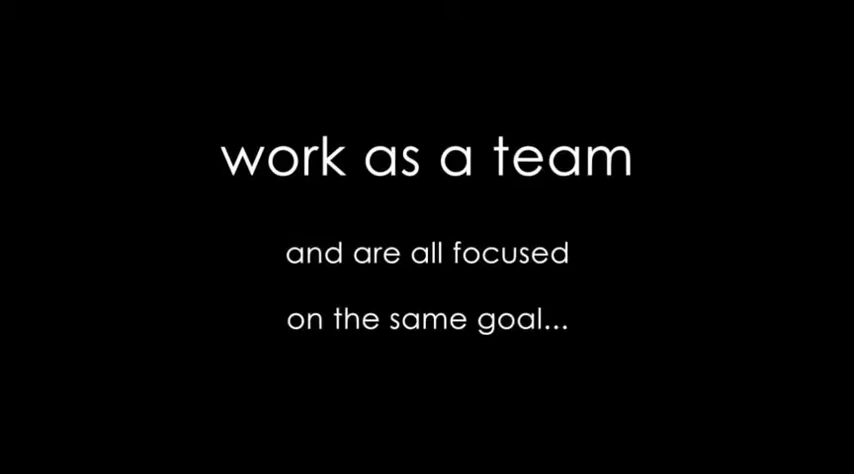 work as a team
and are all focused
on the same goal...